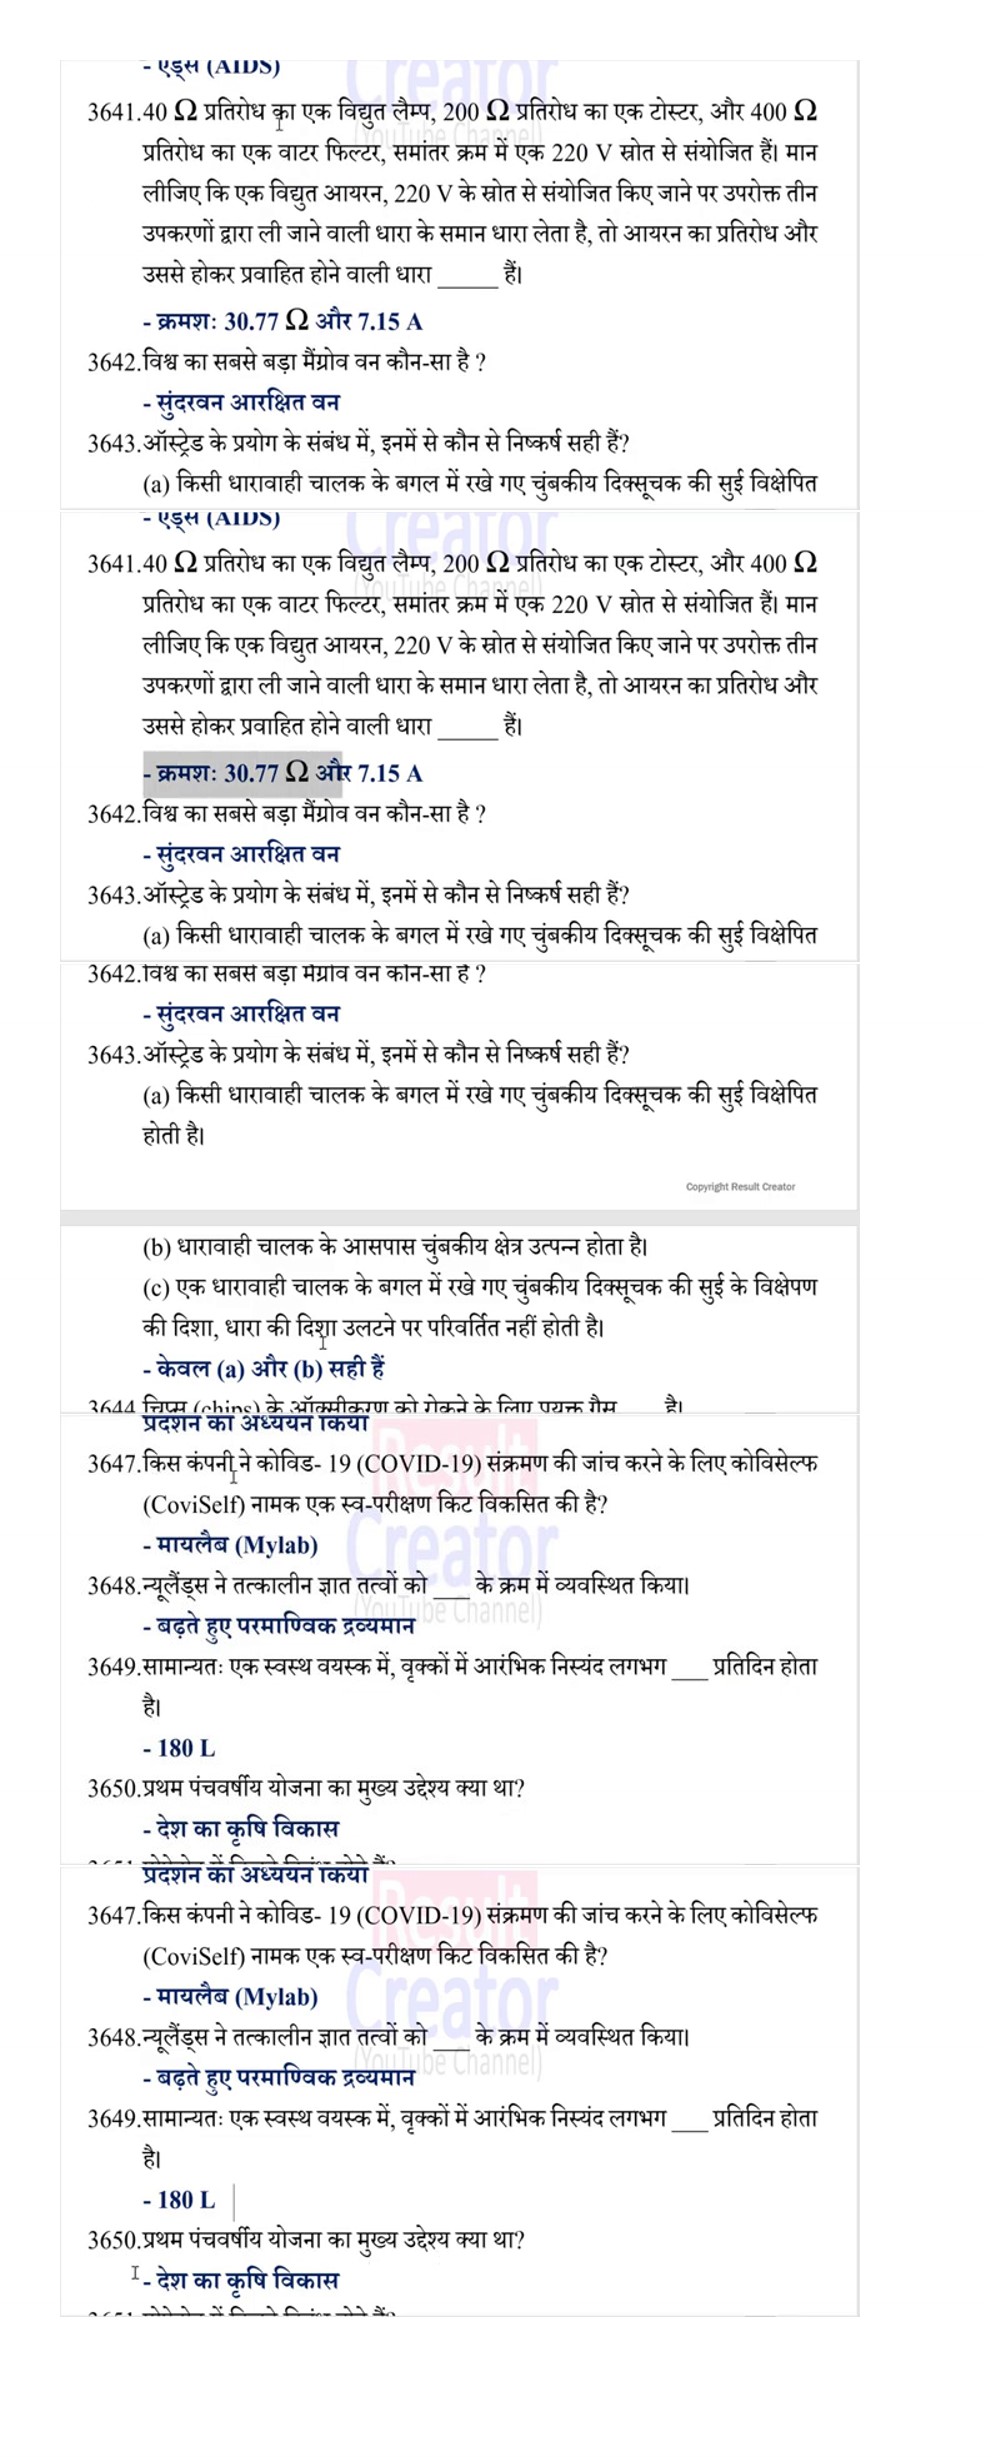 - एड्स (AIDS)
3641.40 Ω प्रतिरोध का एक विद्युत लैम्प, 200 Ω प्रतिरोध का एक टोस्टर, और 400 Ω
प्रतिरोध का एक वाटर फिल्टर, समांतर क्रम में एक 220 V स्रोत से संयोजित हैं। मान
लीजिए कि एक विद्युत आयरन, 220 V के स्रोत से संयोजित किए जाने पर उपरोक्त तीन
उपकरणों द्वारा ली जाने वाली धारा के समान धारा लेता है, तो आयरन का प्रतिरोध और
उससे होकर प्रवाहित होने वाली धारा _____ हैं।
- क्रमशः 30.77 Ω और 7.15 A
3642.विश्व का सबसे बड़ा मैंग्रोव वन कौन-सा है ?
- सुंदरवन आरक्षित वन
3643.ऑस्ट्रेड के प्रयोग के संबंध में, इनमें से कौन से निष्कर्ष सही हैं?
(a) किसी धारावाही चालक के बगल में रखे गए चुंबकीय दिक्सूचक की सुई विक्षेपित
- एड्स (AIDS)
3641.40 Ω प्रतिरोध का एक विद्युत लैम्प, 200 Ω प्रतिरोध का एक टोस्टर, और 400 Ω
प्रतिरोध का एक वाटर फिल्टर, समांतर क्रम में एक 220 V स्रोत से संयोजित हैं। मान
लीजिए कि एक विद्युत आयरन, 220 V के स्रोत से संयोजित किए जाने पर उपरोक्त तीन
उपकरणों द्वारा ली जाने वाली धारा के समान धारा लेता है, तो आयरन का प्रतिरोध और
उससे होकर प्रवाहित होने वाली धारा _____ हैं।
- क्रमशः 30.77 Ω और 7.15 A
3642.विश्व का सबसे बड़ा मैंग्रोव वन कौन-सा है ?
- सुंदरवन आरक्षित वन
3643.ऑस्ट्रेड के प्रयोग के संबंध में, इनमें से कौन से निष्कर्ष सही हैं?
(a) किसी धारावाही चालक के बगल में रखे गए चुंबकीय दिक्सूचक की सुई विक्षेपित
3642.विश्व का सबसे बड़ा मैंग्रोव वन कौन-सा है ?
- सुंदरवन आरक्षित वन
3643.ऑस्ट्रेड के प्रयोग के संबंध में, इनमें से कौन से निष्कर्ष सही हैं?
(a) किसी धारावाही चालक के बगल में रखे गए चुंबकीय दिक्सूचक की सुई विक्षेपित
होती है।
Copyright Result Creator
(b) धारावाही चालक के आसपास चुंबकीय क्षेत्र उत्पन्न होता है।
(c) एक धारावाही चालक के बगल में रखे गए चुंबकीय दिक्सूचक की सुई के विक्षेपण
की दिशा, धारा की दिशा उलटने पर परिवर्तित नहीं होती है।
- केवल (a) और (b) सही हैं
3644.चिप्स (chips) के ऑक्सीकरण को रोकने के लिए प्रयुक्त गैस ____ है।
प्रदर्शन का अध्ययन किया
3647.किस कंपनी ने कोविड- 19 (COVID-19) संक्रमण की जांच करने के लिए कोविसेल्फ
(CoviSelf) नामक एक स्व-परीक्षण किट विकसित की है?
- मायलैब (Mylab)
3648.न्यूलैंड्स ने तत्कालीन ज्ञात तत्वों को ___ के क्रम में व्यवस्थित किया।
- बढ़ते हुए परमाण्विक द्रव्यमान
3649.सामान्यतः एक स्वस्थ वयस्क में, वृक्कों में आरंभिक निस्यंद लगभग ___ प्रतिदिन होता
है।
- 180 L
3650.प्रथम पंचवर्षीय योजना का मुख्य उद्देश्य क्या था?
- देश का कृषि विकास
प्रदर्शन का अध्ययन किया
3647.किस कंपनी ने कोविड- 19 (COVID-19) संक्रमण की जांच करने के लिए कोविसेल्फ
(CoviSelf) नामक एक स्व-परीक्षण किट विकसित की है?
- मायलैब (Mylab)
3648.न्यूलैंड्स ने तत्कालीन ज्ञात तत्वों को ___ के क्रम में व्यवस्थित किया।
- बढ़ते हुए परमाण्विक द्रव्यमान
3649.सामान्यतः एक स्वस्थ वयस्क में, वृक्कों में आरंभिक निस्यंद लगभग ___ प्रतिदिन होता
है।
- 180 L
3650.प्रथम पंचवर्षीय योजना का मुख्य उद्देश्य क्या था?
- देश का कृषि विकास